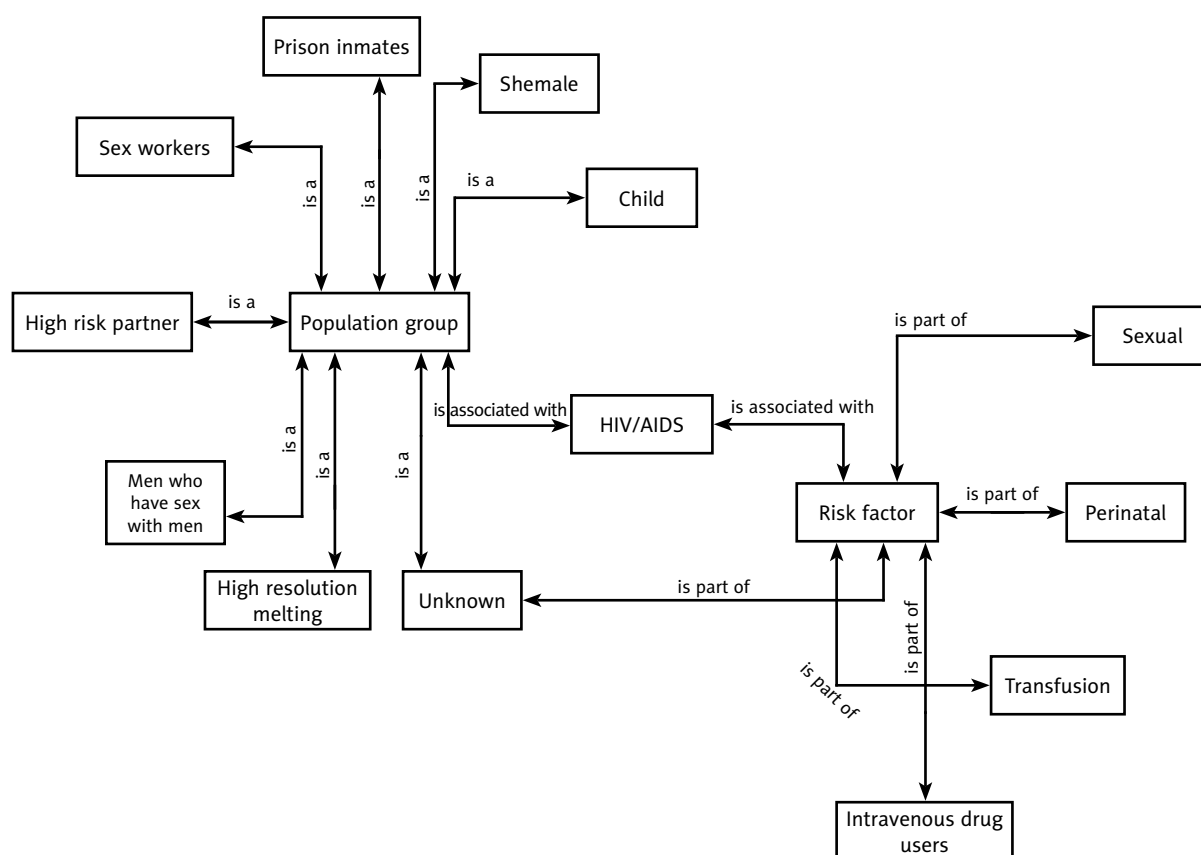 Prison inmates
Shemale
Sex workers
is a
is a
is a
is a
Child
High risk partner
is a
Population group
is part of
Sexual
is associated with
HIV/AIDS
is associated with
is a
is a
is a
Men who
have sex
with men
Risk factor
is part of
Perinatal
High resolution
melting
Unknown
is part of
is part of
is part of
Transfusion
Intravenous drug
users